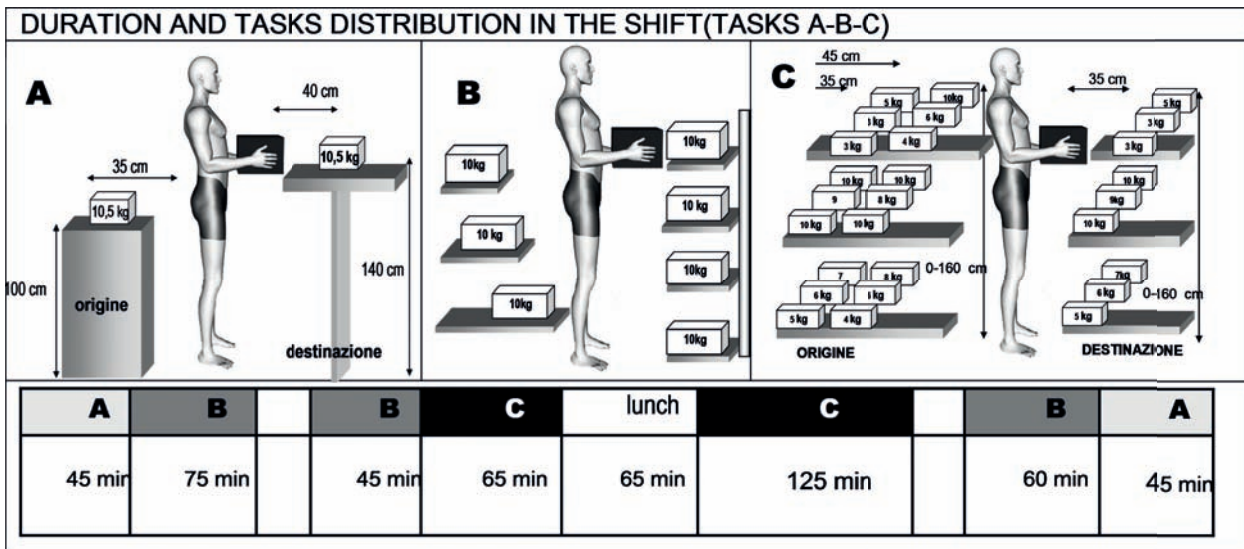 DURATION AND TASKS DISTRIBUTION IN THE SHIFT(TASKS A-B-C)
A
40 cm
10,5 kg
35 cm
10,5 kg
100 cm
origine
140 cm
destinazione
B
10kg
10kg
10 kg
10 kg
10kg
10kg
10kg
C
45 cm
35 cm
5 kg
10kg
6 kg
3 kg
4 kg
10 kg
10 kg
9
8 kg
10 kg
10 kg
7
8 kg
6 kg
5 kg
4 kg
0-160 cm
ORIGINE
35 cm
5 kg
3 kg
3 kg
10 kg
9kg
10 kg
7kg
6 kg
5 kg
0-160 cm
DESTINAZIONE
A B B C lunch C B A
45 min 75 min 45 min 65 min 65 min 125 min 60 min 45 min